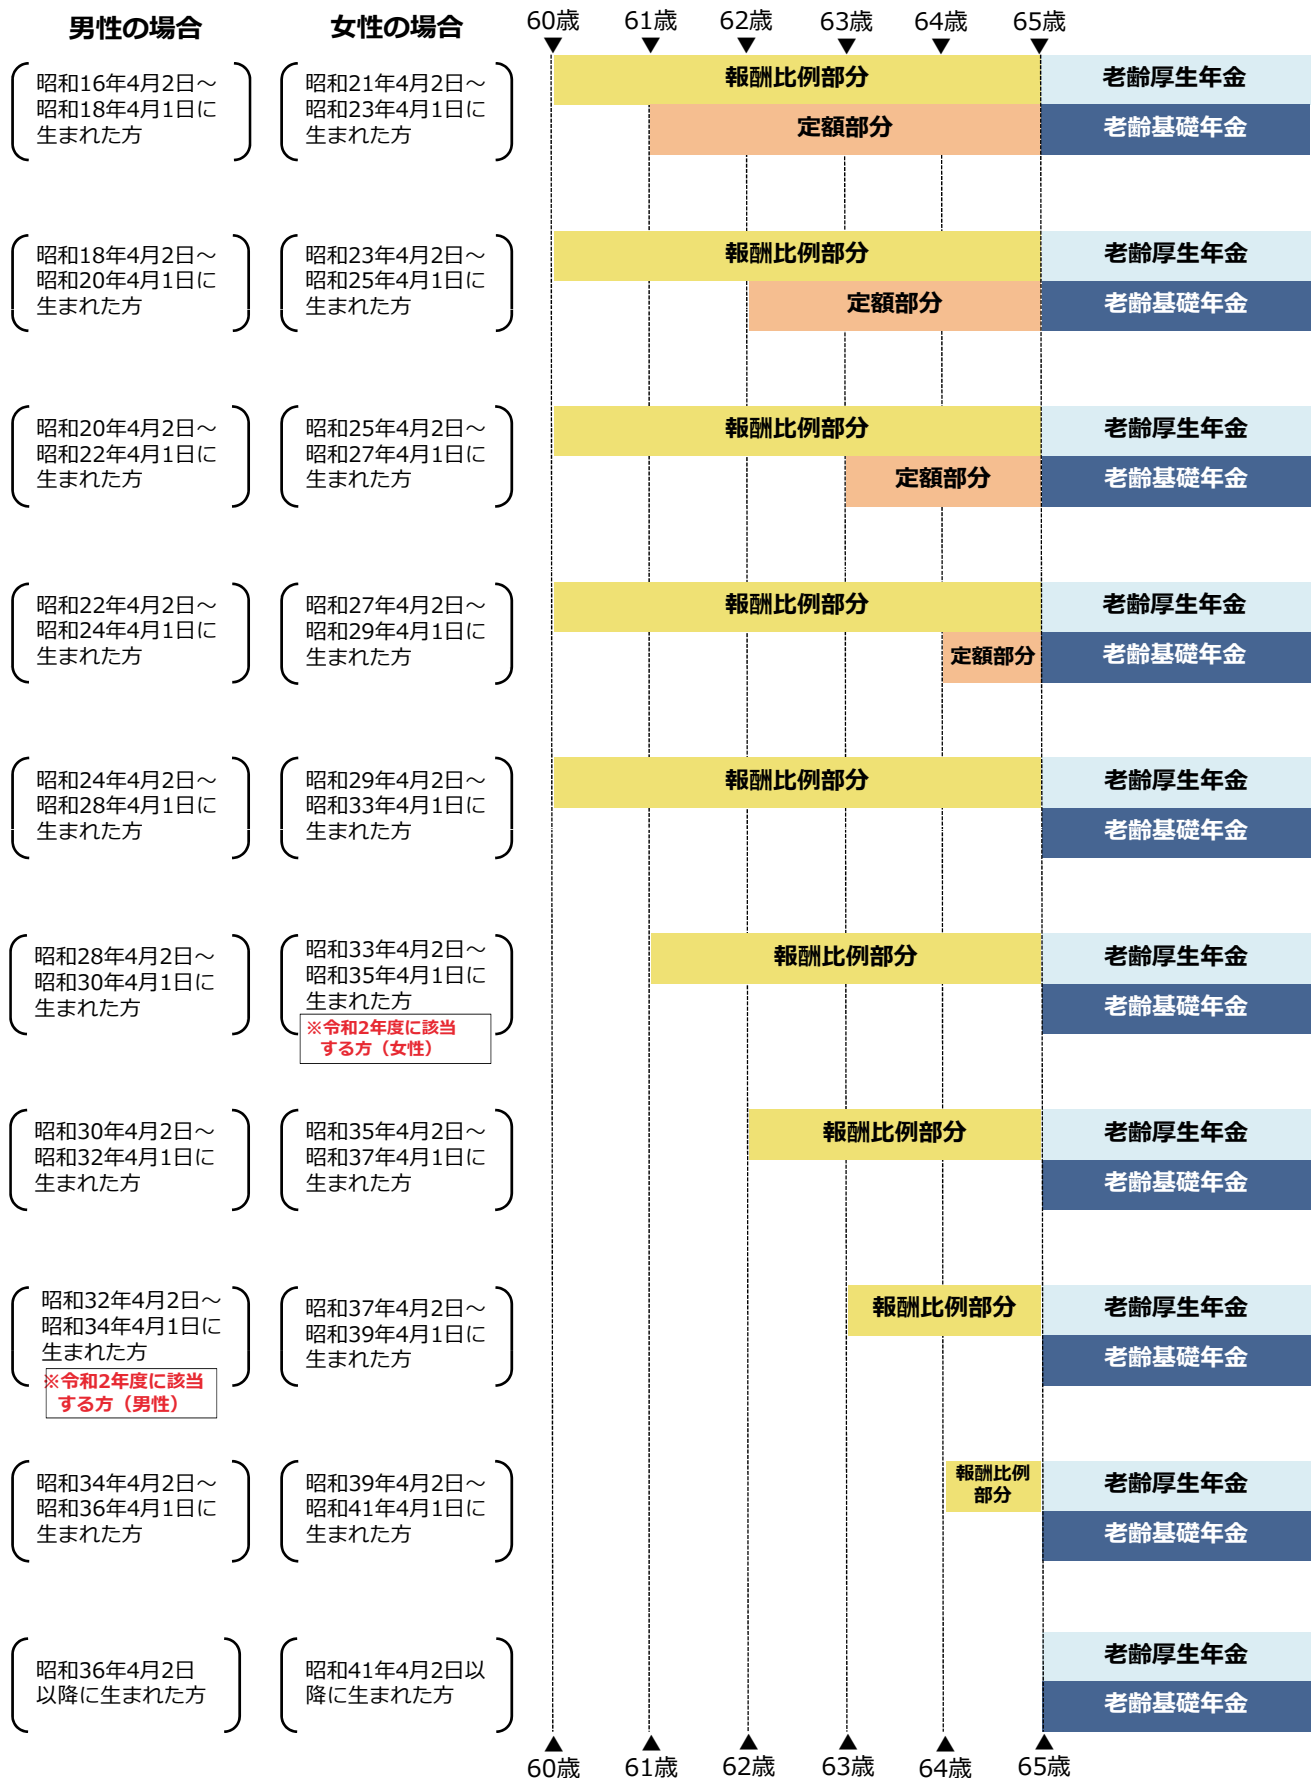 男性の場合
女性の場合
60歳
61歳
62歳
63歳
64歳
65歳
昭和16年4月2日～
昭和18年4月1日に
生まれた方
昭和21年4月2日～
昭和23年4月1日に
生まれた方
報酬比例部分
老齢厚生年金
定額部分
老齢基礎年金
昭和18年4月2日～
昭和20年4月1日に
生まれた方
昭和23年4月2日～
昭和25年4月1日に
生まれた方
報酬比例部分
老齢厚生年金
定額部分
老齢基礎年金
昭和20年4月2日～
昭和22年4月1日に
生まれた方
昭和25年4月2日～
昭和27年4月1日に
生まれた方
報酬比例部分
老齢厚生年金
定額部分
老齢基礎年金
昭和22年4月2日～
昭和24年4月1日に
生まれた方
昭和27年4月2日～
昭和29年4月1日に
生まれた方
報酬比例部分
老齢厚生年金
定額部分
老齢基礎年金
昭和24年4月2日～
昭和28年4月1日に
生まれた方
昭和29年4月2日～
昭和33年4月1日に
生まれた方
報酬比例部分
老齢厚生年金
老齢基礎年金
昭和28年4月2日～
昭和30年4月1日に
生まれた方
昭和33年4月2日～
昭和35年4月1日に
生まれた方
※令和2年度に該当
する方（女性）
報酬比例部分
老齢厚生年金
老齢基礎年金
昭和30年4月2日～
昭和32年4月1日に
生まれた方
昭和35年4月2日～
昭和37年4月1日に
生まれた方
報酬比例部分
老齢厚生年金
老齢基礎年金
昭和32年4月2日～
昭和34年4月1日に
生まれた方
※令和2年度に該当
する方（男性）
昭和37年4月2日～
昭和39年4月1日に
生まれた方
報酬比例部分
老齢厚生年金
老齢基礎年金
昭和34年4月2日～
昭和36年4月1日に
生まれた方
昭和39年4月2日～
昭和41年4月1日に
生まれた方
報酬比例
部分
老齢厚生年金
老齢基礎年金
昭和36年4月2日
以降に生まれた方
昭和41年4月2日以
降に生まれた方
老齢厚生年金
老齢基礎年金
60歳
61歳
62歳
63歳
64歳
65歳